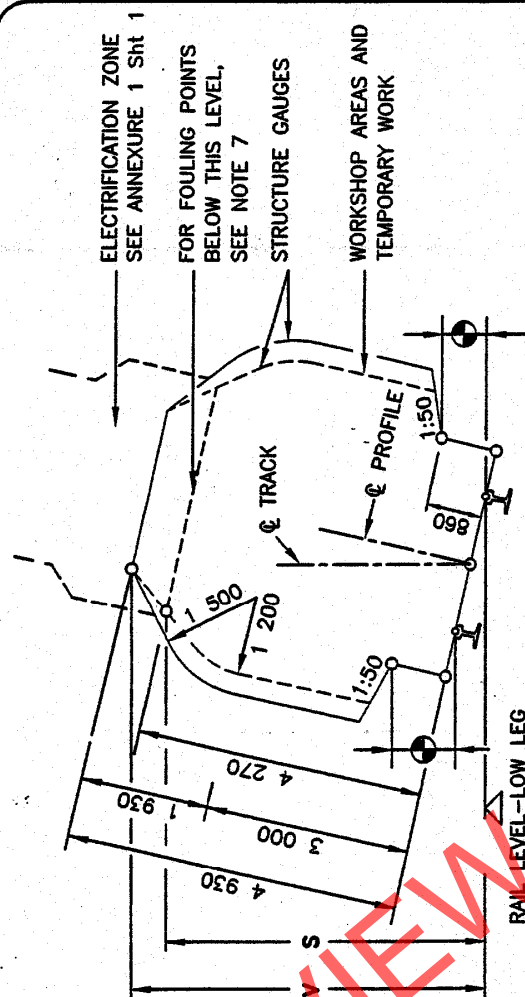 ELECTRIFICATION ZONE
SEE ANNEXURE 1 Sht 1
FOR FOULING POINTS
BELOW THIS LEVEL,
SEE NOTE 7
STRUCTURE GAUGES
WORKSHOP AREAS AND
TEMPORARY WORK
1:50
℄ PROFILE
860
℄ TRACK
1 500
1 200
1:50
4 270
1 930
3 000
4 930
S
V
RAIL LEVEL-LOW LEG
VIEW